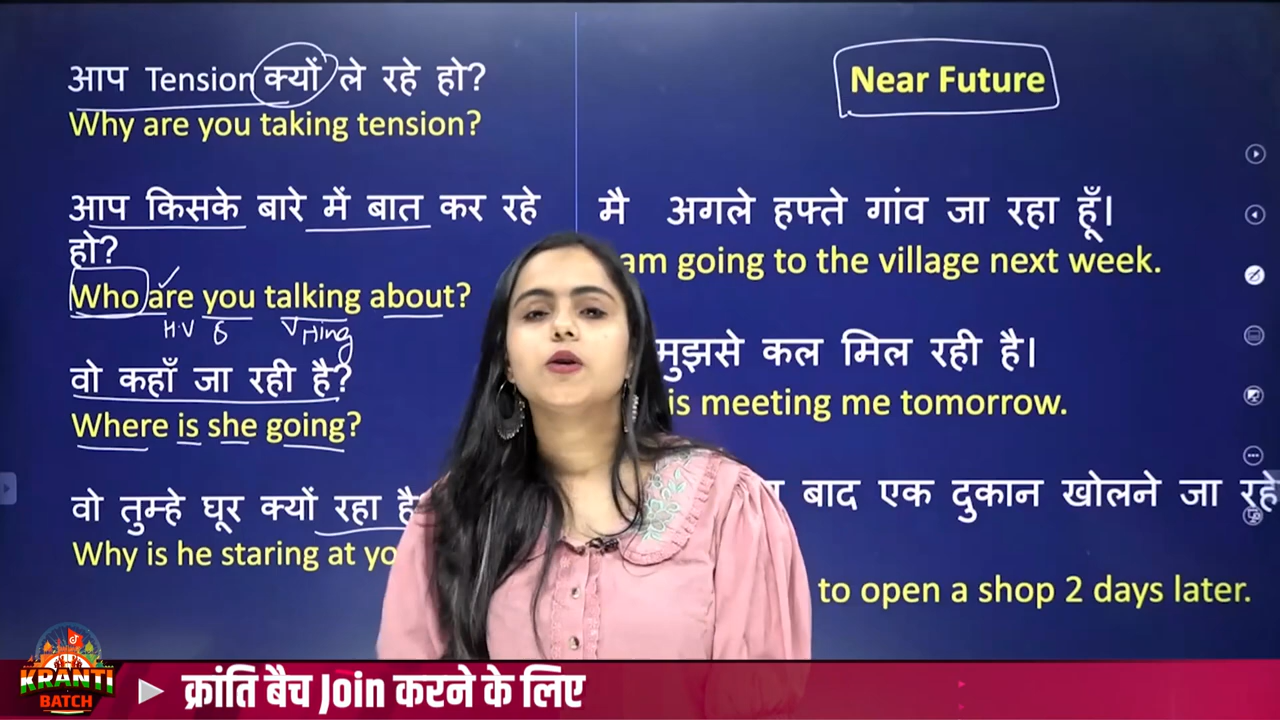 आप Tension क्यों ले रहे हो?
Why are you taking tension?
आप किसके बारे में बात कर रहे
हो?
Who are you talking about?
H.V S V1ing
वो कहाँ जा रही है?
Where is she going?
वो तुम्हे घूर क्यों रहा है
Why is he staring at yo
Near Future
मै अगले हफ्ते गांव जा रहा हूँ।
am going to the village next week.
मुझसे कल मिल रही है।
is meeting me tomorrow.
बाद एक दुकान खोलने जा रहे
to open a shop 2 days later.
KRANTI
BATCH
क्रांति बैच Join करने के लिए